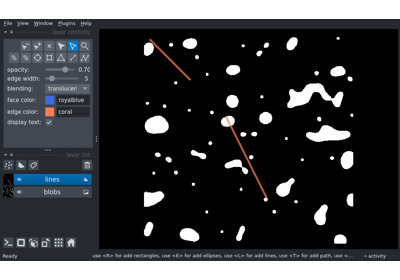 File View Window Plugins Help
layer controls
opacity: 0.70
edge width: 5
blending: translucen
face color: royalblue
edge color: coral
display text:
layer list
lines
blobs
Ready use <R> for add rectangles, use <E> for add ellipses, use <L> for add lines, use <T> for add path, use <... activity